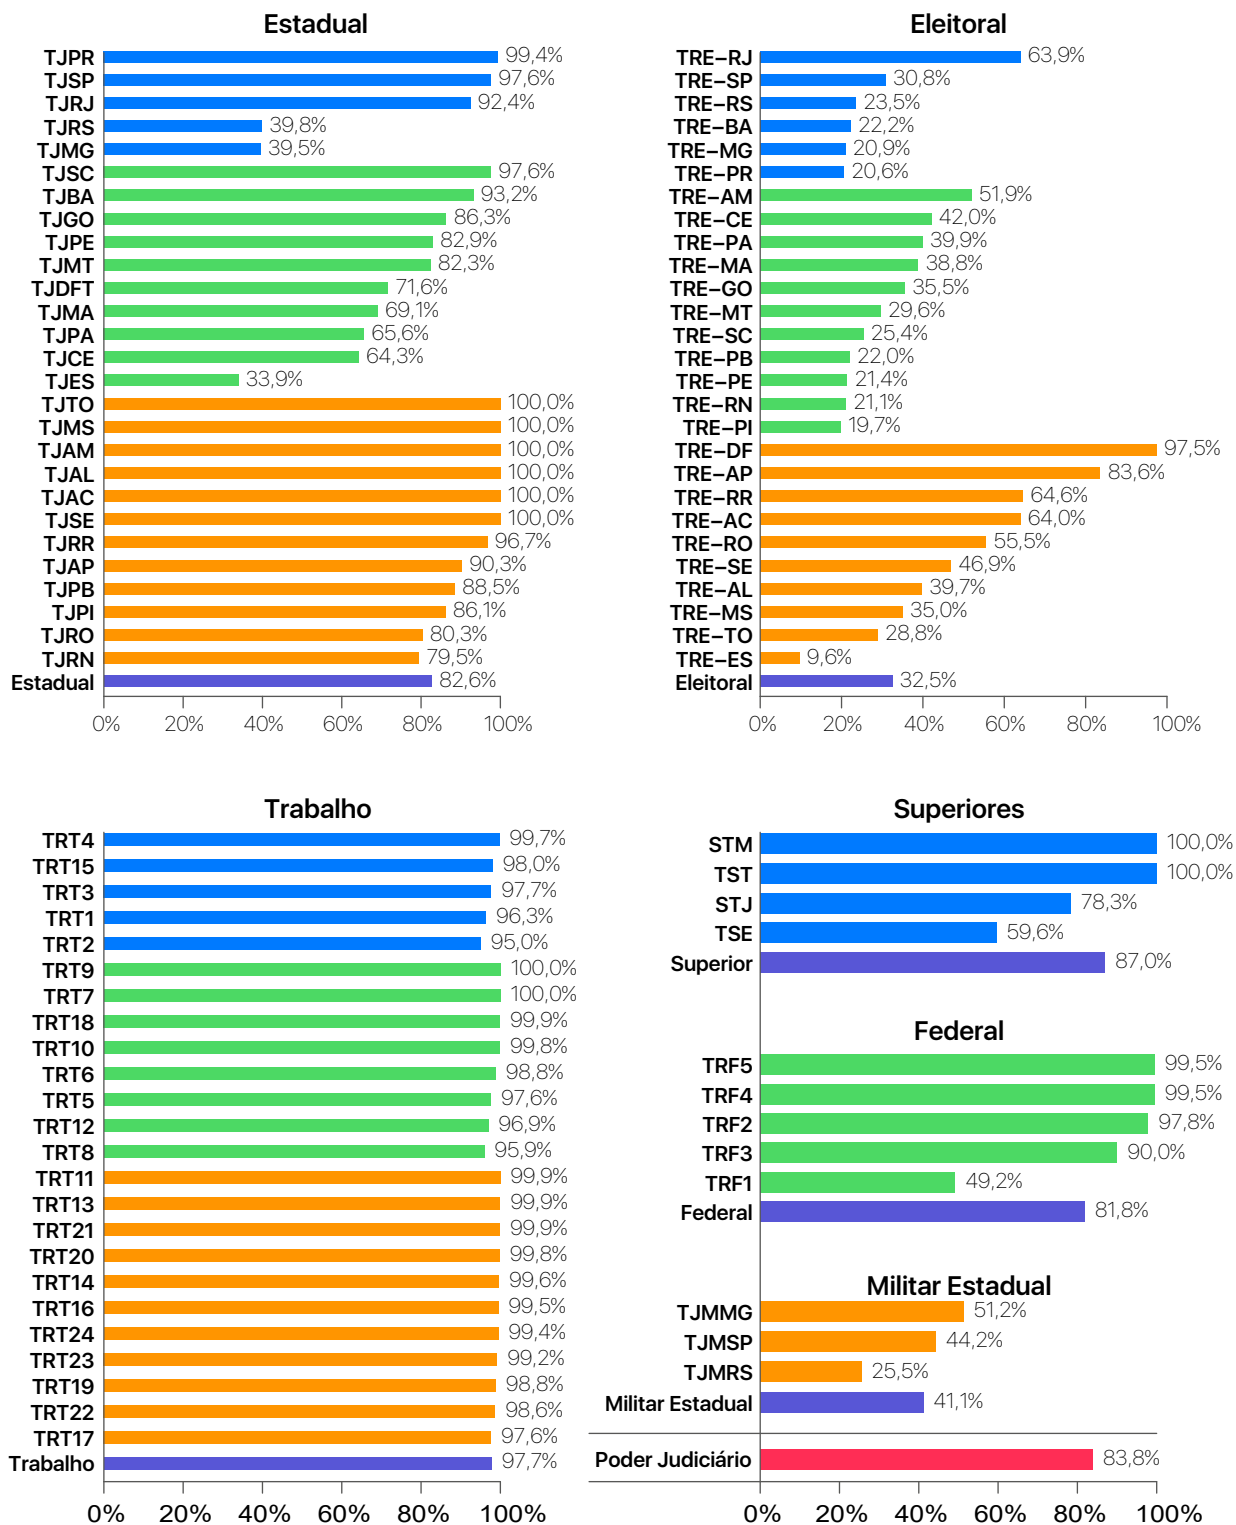 Estadual
TJPR 99,4%
TJSP 97,6%
TJRJ 92,4%
TJRS 39,8%
TJMG 39,5%
TJSC 97,6%
TJBA 93,2%
TJGO 86,3%
TJPE 82,9%
TJMT 82,3%
TJDFT 71,6%
TJMA 69,1%
TJPA 65,6%
TJCE 64,3%
TJES 33,9%
TJTO 100,0%
TJMS 100,0%
TJAM 100,0%
TJAL 100,0%
TJAC 100,0%
TJSE 100,0%
TJRR 96,7%
TJAP 90,3%
TJPB 88,5%
TJPI 86,1%
TJRO 80,3%
TJRN 79,5%
Estadual 82,6%
0% 20% 40% 60% 80% 100%
Eleitoral
TRE–RJ 63,9%
TRE–SP 30,8%
TRE–RS 23,5%
TRE–BA 22,2%
TRE–MG 20,9%
TRE–PR 20,6%
TRE–AM 51,9%
TRE–CE 42,0%
TRE–PA 39,9%
TRE–MA 38,8%
TRE–GO 35,5%
TRE–MT 29,6%
TRE–SC 25,4%
TRE–PB 22,0%
TRE–PE 21,4%
TRE–RN 21,1%
TRE–PI 19,7%
TRE–DF 97,5%
TRE–AP 83,6%
TRE–RR 64,6%
TRE–AC 64,0%
TRE–RO 55,5%
TRE–SE 46,9%
TRE–AL 39,7%
TRE–MS 35,0%
TRE–TO 28,8%
TRE–ES 9,6%
Eleitoral 32,5%
0% 20% 40% 60% 80% 100%
Trabalho
TRT4 99,7%
TRT15 98,0%
TRT3 97,7%
TRT1 96,3%
TRT2 95,0%
TRT9 100,0%
TRT7 100,0%
TRT18 99,9%
TRT10 99,8%
TRT6 98,8%
TRT5 97,6%
TRT12 96,9%
TRT8 95,9%
TRT11 99,9%
TRT13 99,9%
TRT21 99,9%
TRT20 99,8%
TRT14 99,6%
TRT16 99,5%
TRT24 99,4%
TRT23 99,2%
TRT19 98,8%
TRT22 98,6%
TRT17 97,6%
Trabalho 97,7%
0% 20% 40% 60% 80% 100%
Superiores
STM 100,0%
TST 100,0%
STJ 78,3%
TSE 59,6%
Superior 87,0%
Federal
TRF5 99,5%
TRF4 99,5%
TRF2 97,8%
TRF3 90,0%
TRF1 49,2%
Federal 81,8%
Militar Estadual
TJMMG 51,2%
TJMSP 44,2%
TJMRS 25,5%
Militar Estadual 41,1%
Poder Judiciário 83,8%
0% 20% 40% 60% 80% 100%